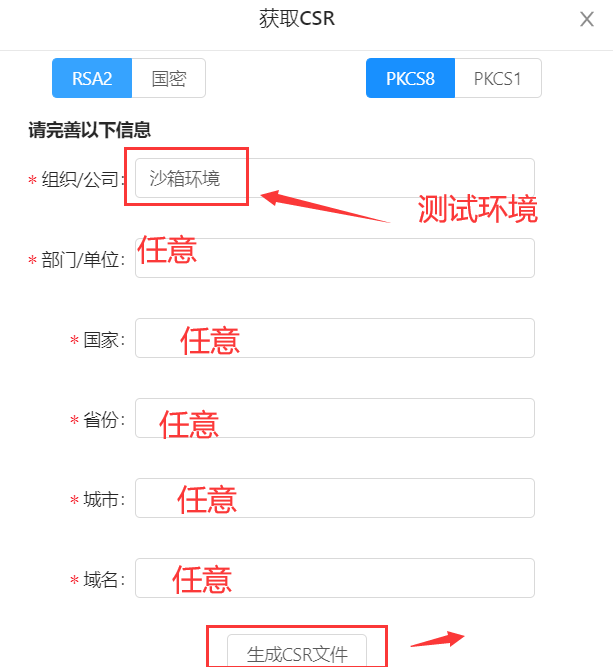 获取CSR
RSA2 国密 PKCS8 PKCS1
请完善以下信息
* 组织/公司: 沙箱环境
测试环境
* 部门/单位: 任意
* 国家: 任意
* 省份: 任意
* 城市: 任意
* 域名: 任意
生成CSR文件